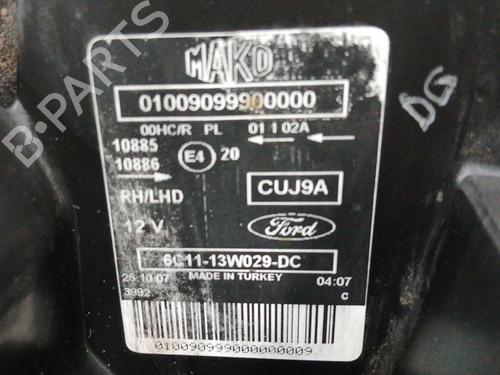 MAKO
01009099900000
00HC/R PL 01 1 02A
10885
10886
E4 20
RH/LHD
CUJ9A
12 V
Ford
6C11-13W029-DC
25.10.07 MADE IN TURKEY 04:07
3992 C
010090999000000009
DG
B-PARTS